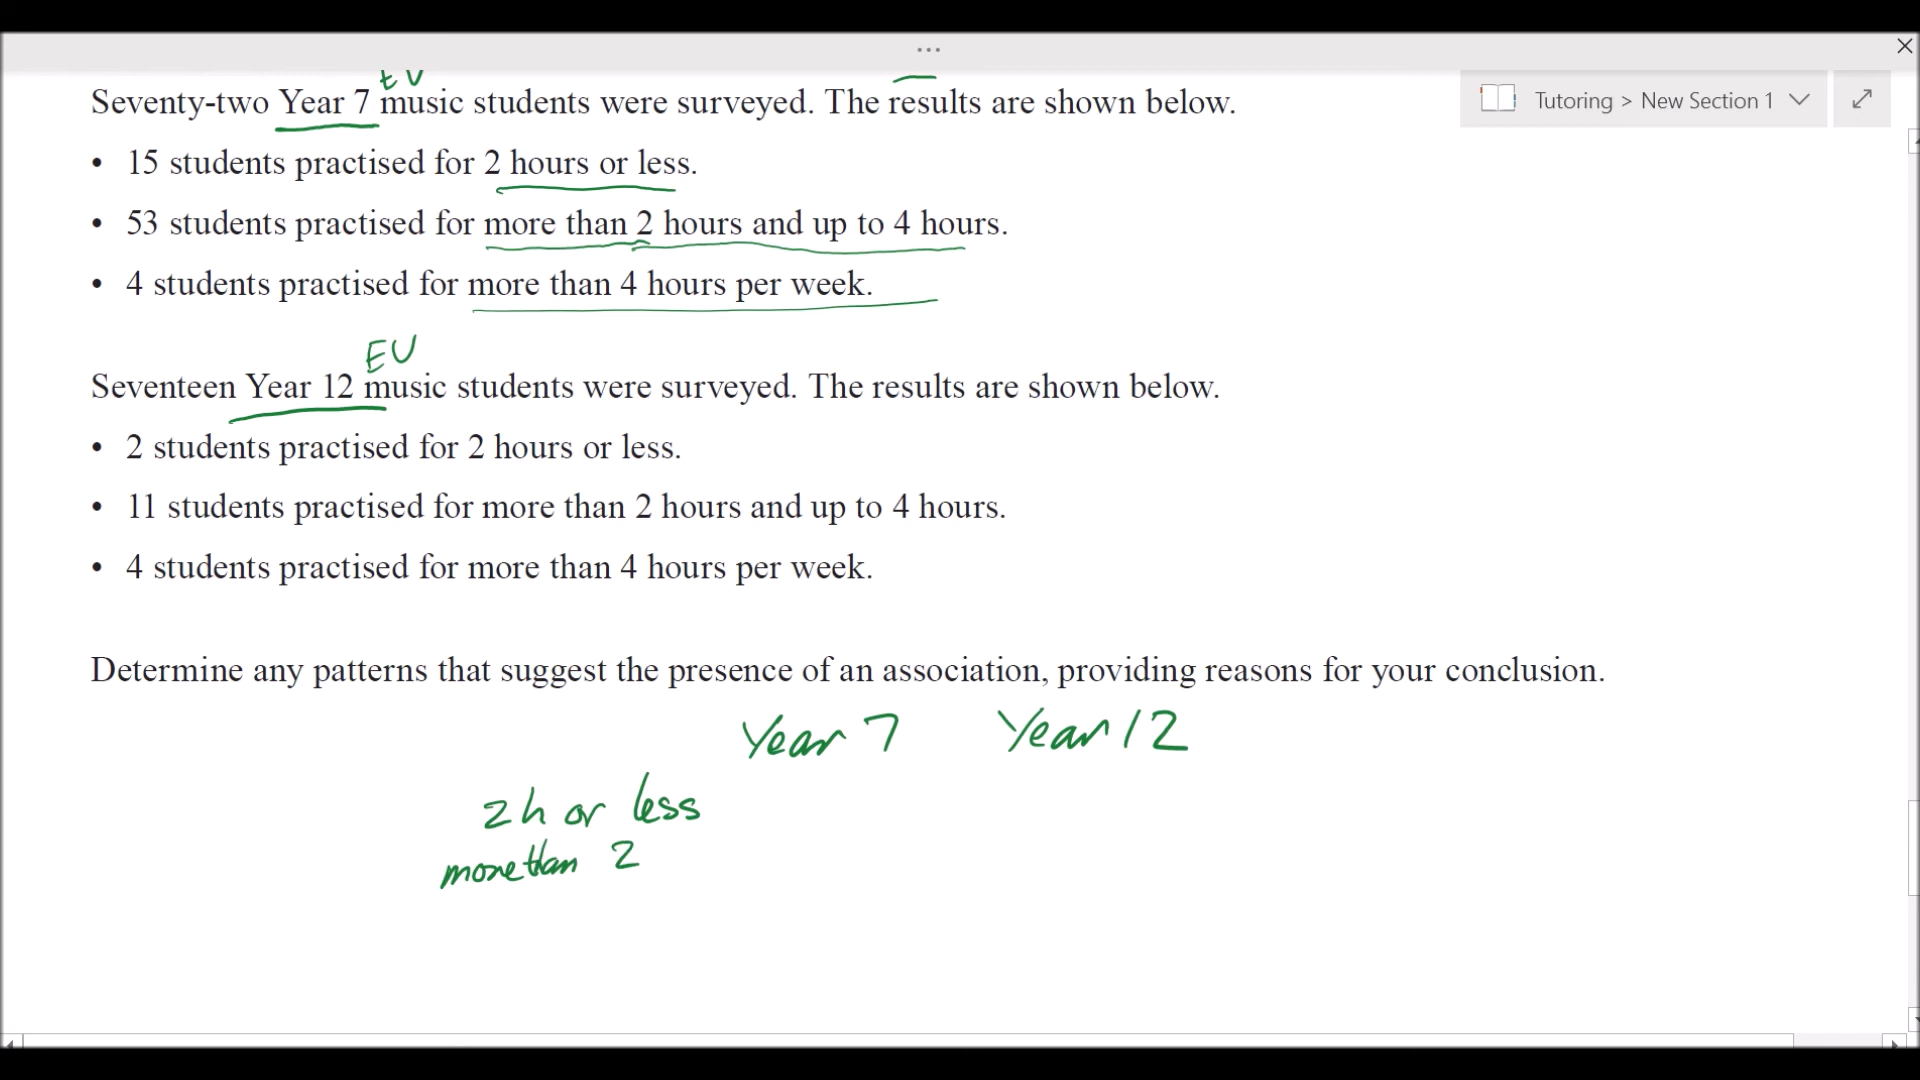 ...
EV
Seventy-two Year 7 music students were surveyed. The results are shown below.
Tutoring > New Section 1
• 15 students practised for 2 hours or less.
• 53 students practised for more than 2 hours and up to 4 hours.
• 4 students practised for more than 4 hours per week.
EV
Seventeen Year 12 music students were surveyed. The results are shown below.
• 2 students practised for 2 hours or less.
• 11 students practised for more than 2 hours and up to 4 hours.
• 4 students practised for more than 4 hours per week.
Determine any patterns that suggest the presence of an association, providing reasons for your conclusion.
Year 7 Year 12
2h or less
more than 2